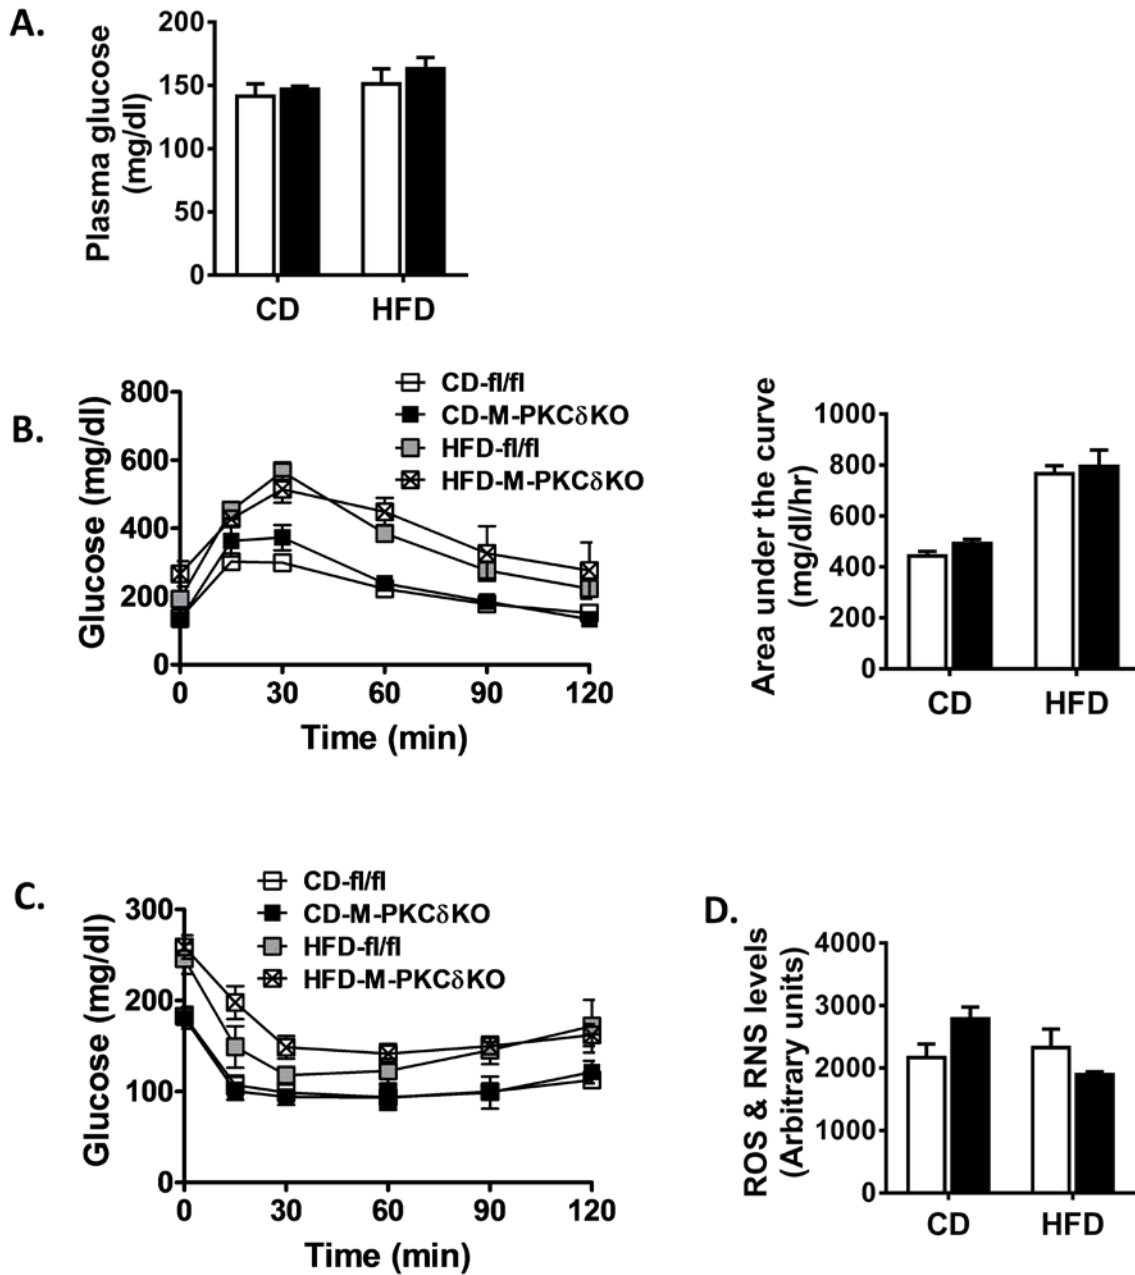 A.
Plasma glucose
(mg/dl)
200
150
100
50
0
CD
HFD
B.
Glucose (mg/dl)
800
600
400
200
0
0
30
60
90
120
Time (min)
CD-fl/fl
CD-M-PKCδKO
HFD-fl/fl
HFD-M-PKCδKO
Area under the curve
(mg/dl/hr)
1000
800
600
400
200
0
CD
HFD
C.
Glucose (mg/dl)
300
200
100
0
0
30
60
90
120
Time (min)
CD-fl/fl
CD-M-PKCδKO
HFD-fl/fl
HFD-M-PKCδKO
D.
ROS & RNS levels
(Arbitrary units)
4000
3000
2000
1000
0
CD
HFD